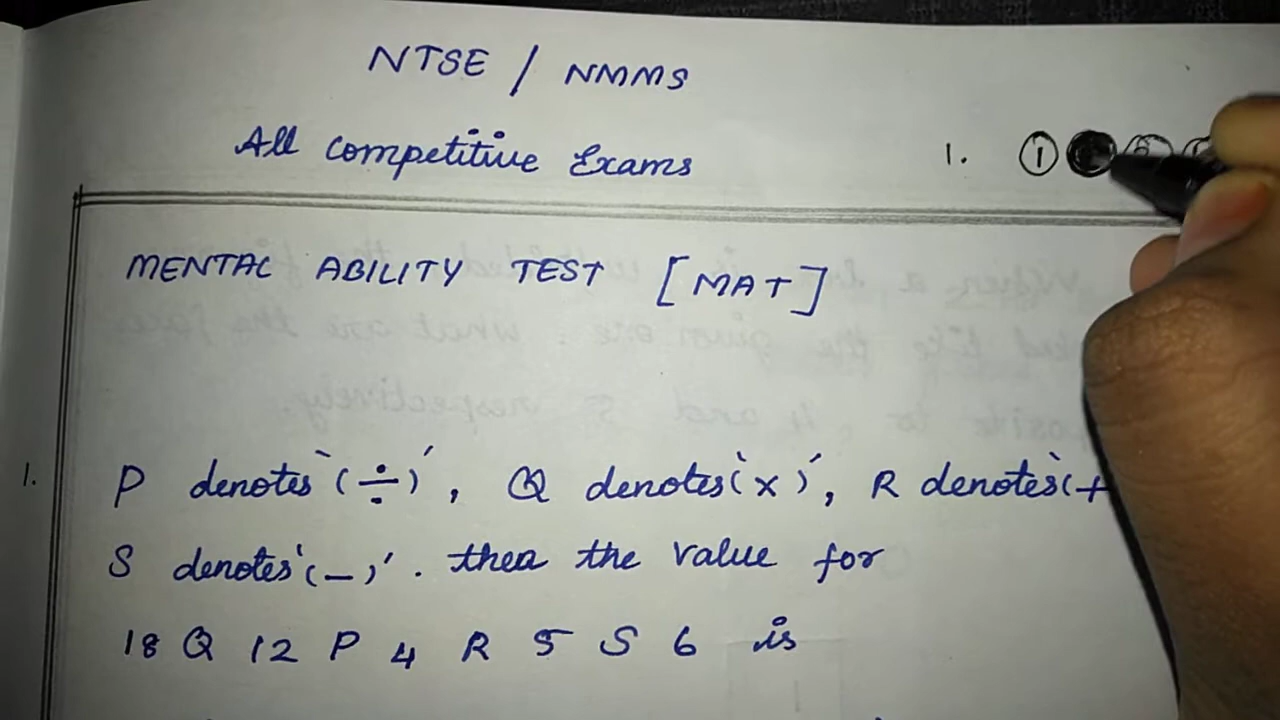 NTSE / NMMS
All Competitive Exams
1. 1
MENTAL ABILITY TEST [MAT]
1. P denotes '(÷)', Q denotes '(×)', R denotes '(+
S denotes '(−)'. then the value for
18 Q 12 P 4 R 5 S 6 is